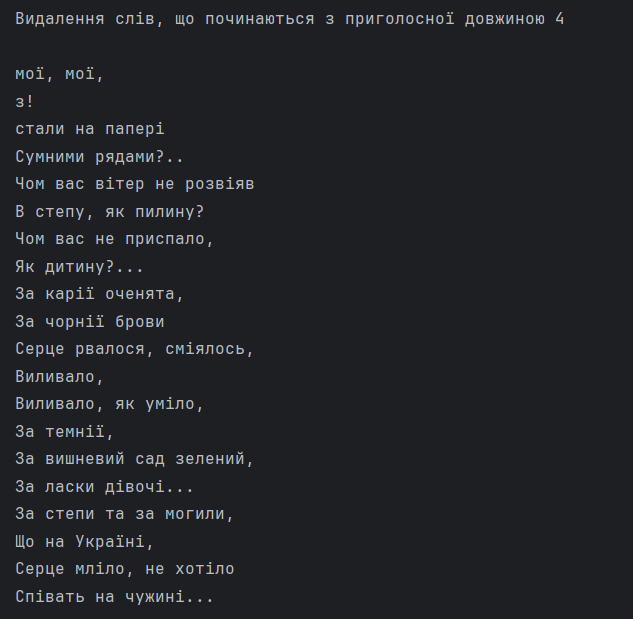 Видалення слів, що починаються з приголосної довжиною 4

мої, мої,
з!
стали на папері
Сумними рядами?..
Чом вас вітер не розвіяв
В степу, як пилину?
Чом вас не приспало,
Як дитину?...
За карії оченята,
За чорнії брови
Серце рвалося, сміялось,
Виливало,
Виливало, як уміло,
За темнії,
За вишневий сад зелений,
За ласки дівочі...
За степи та за могили,
Що на Україні,
Серце мліло, не хотіло
Співать на чужині...